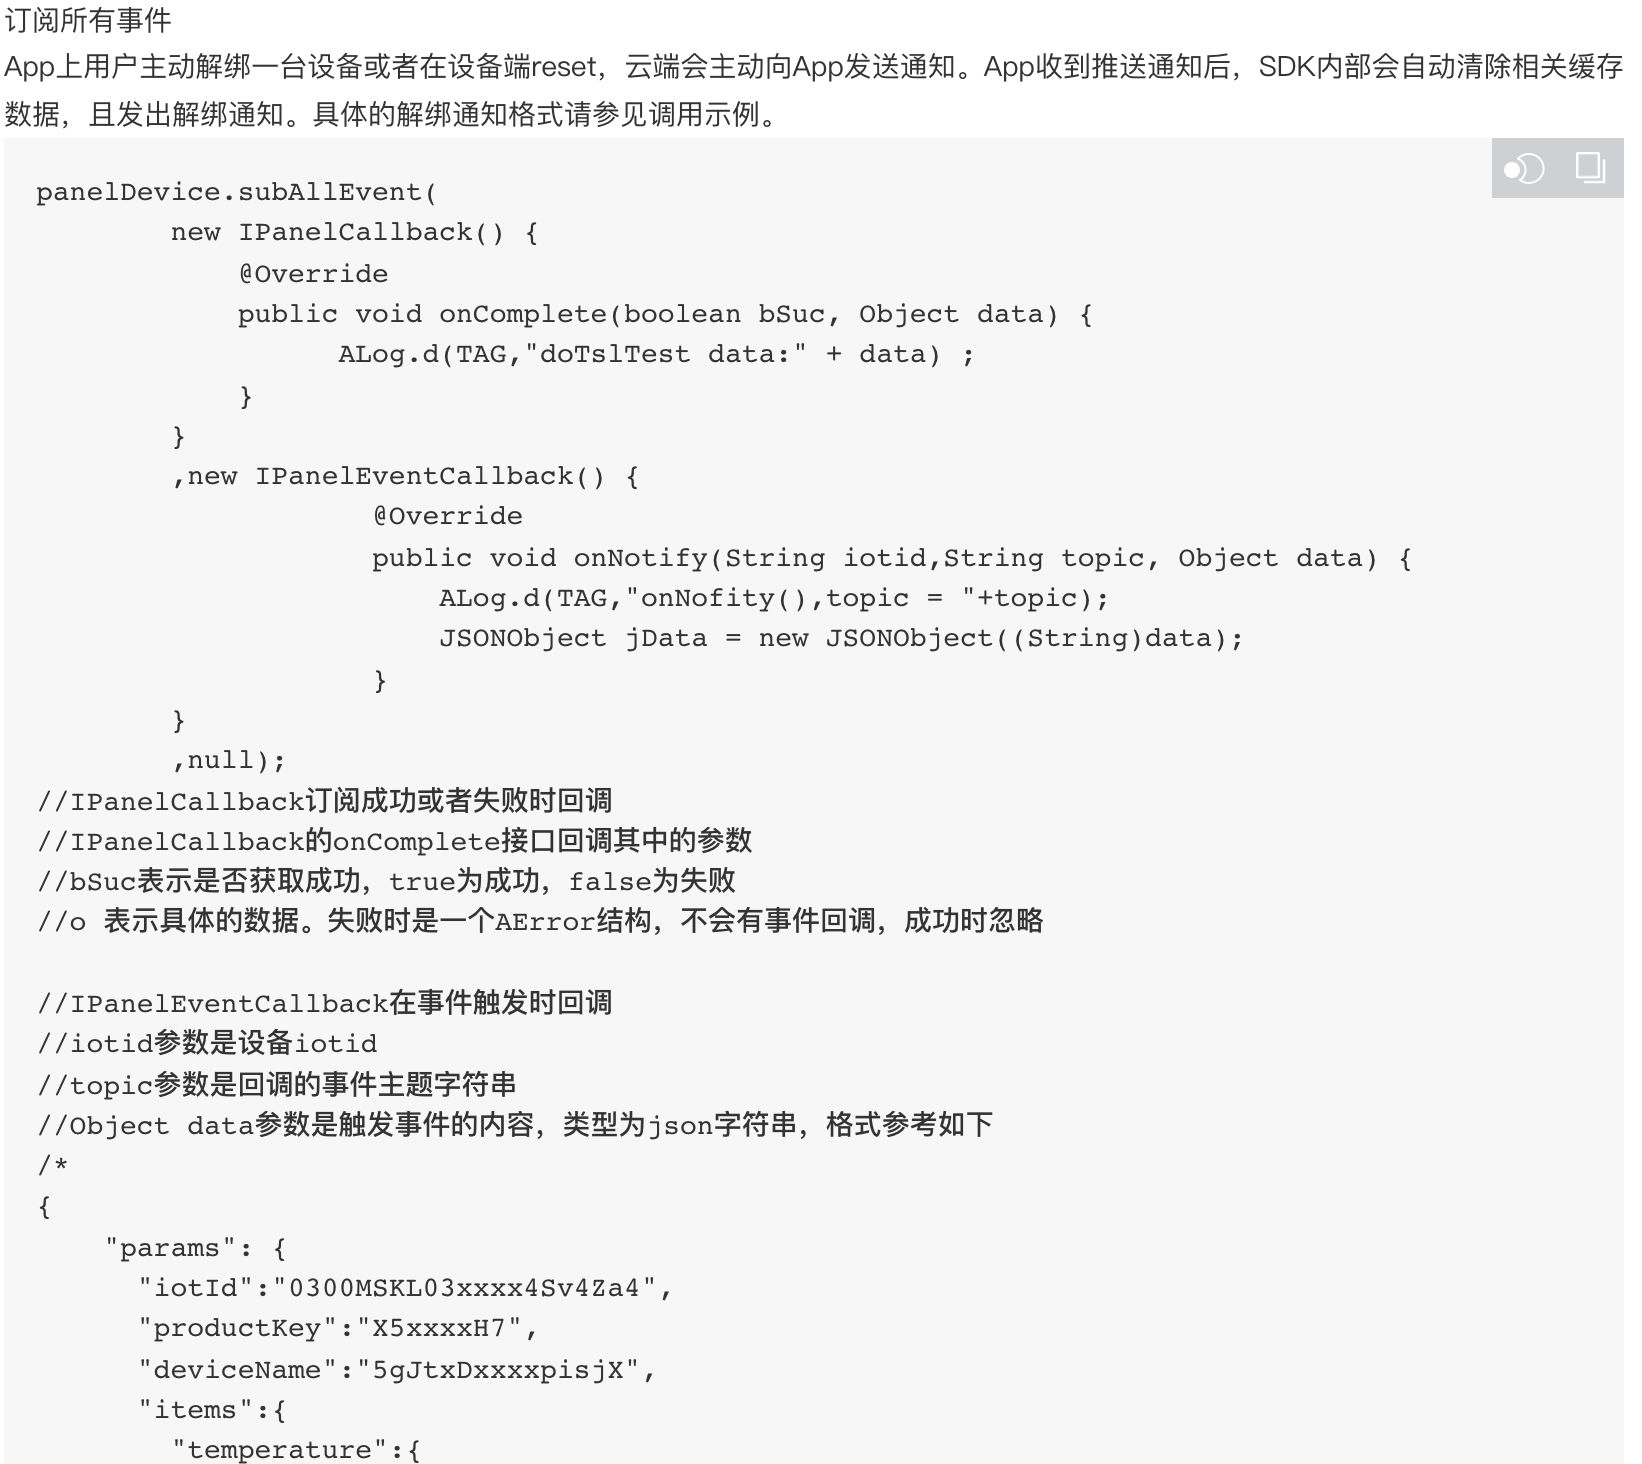 订阅所有事件
App上用户主动解绑一台设备或者在设备端reset，云端会主动向App发送通知。App收到推送通知后，SDK内部会自动清除相关缓存
数据，且发出解绑通知。具体的解绑通知格式请参见调用示例。
panelDevice.subAllEvent(
        new IPanelCallback() {
            @Override
            public void onComplete(boolean bSuc, Object data) {
                  ALog.d(TAG,"doTslTest data:" + data) ;
            }
        }
        ,new IPanelEventCallback() {
                    @Override
                    public void onNotify(String iotid,String topic, Object data) {
                        ALog.d(TAG,"onNofity(),topic = "+topic);
                        JSONObject jData = new JSONObject((String)data);
                    }
        }
        ,null);
//IPanelCallback订阅成功或者失败时回调
//IPanelCallback的onComplete接口回调其中的参数
//bSuc表示是否获取成功，true为成功，false为失败
//o 表示具体的数据。失败时是一个AError结构，不会有事件回调，成功时忽略

//IPanelEventCallback在事件触发时回调
//iotid参数是设备iotid
//topic参数是回调的事件主题字符串
//Object data参数是触发事件的内容，类型为json字符串，格式参考如下
/*
{
    "params": {
      "iotId":"0300MSKL03xxxx4Sv4Za4",
      "productKey":"X5xxxxH7",
      "deviceName":"5gJtxDxxxxpisjX",
      "items":{
        "temperature":{